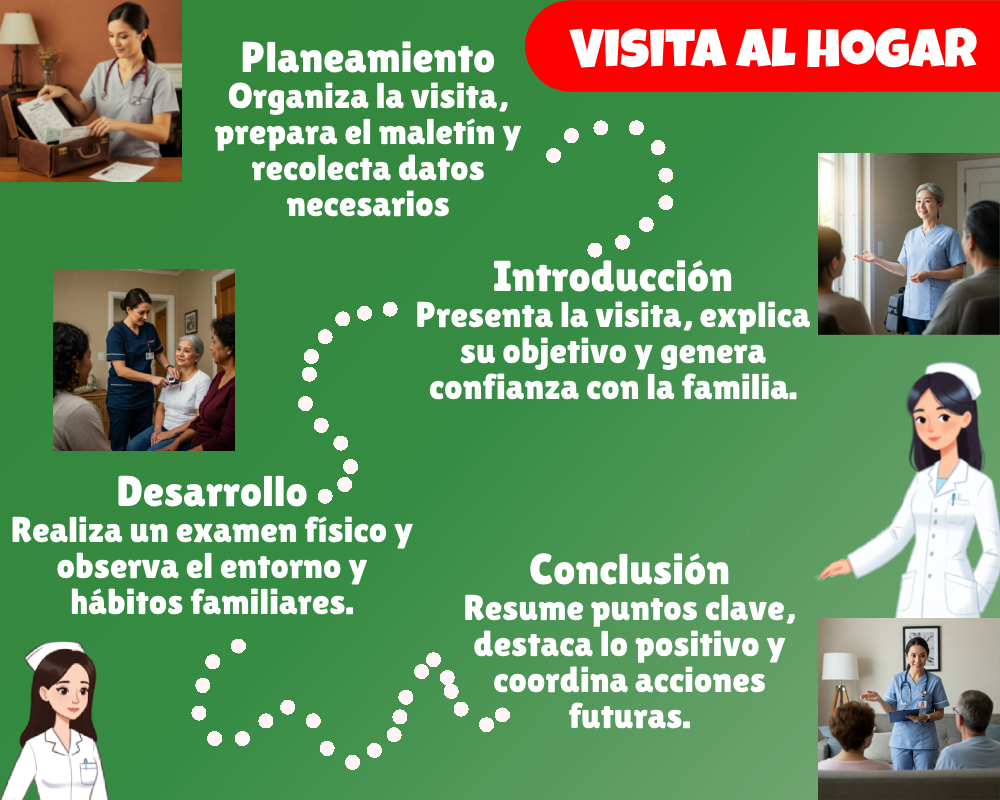 VISITA AL HOGAR
Planeamiento
Organiza la visita,
prepara el maletín y
recolecta datos
necesarios
Introducción
Presenta la visita, explica
su objetivo y genera
confianza con la familia.
Desarrollo
Realiza un examen físico y
observa el entorno y
hábitos familiares.
Conclusión
Resume puntos clave,
destaca lo positivo y
coordina acciones
futuras.